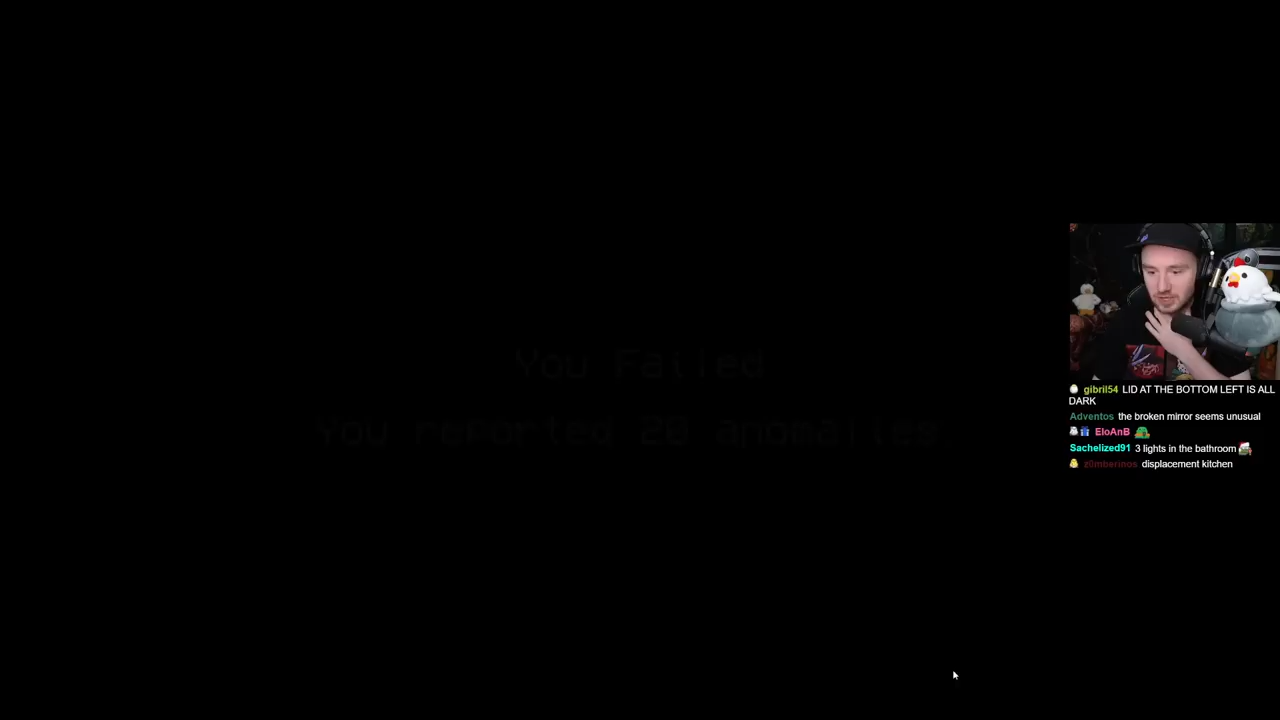 You Failed
You reported 20 anomalies
gibril54 LID AT THE BOTTOM LEFT IS ALL
DARK
Adventos the broken mirror seems unusual
EloAnB
Sachelized91 3 lights in the bathroom
z0mberinos displacement kitchen